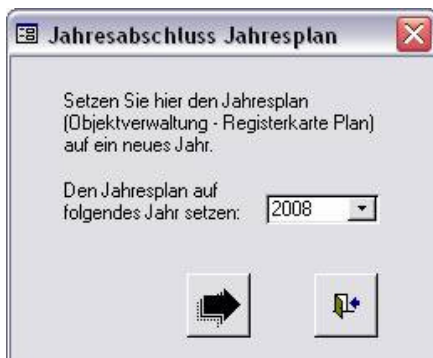 Jahresabschluss Jahresplan
Setzen Sie hier den Jahresplan
(Objektverwaltung - Registerkarte Plan)
auf ein neues Jahr.
Den Jahresplan auf
folgendes Jahr setzen: 2008